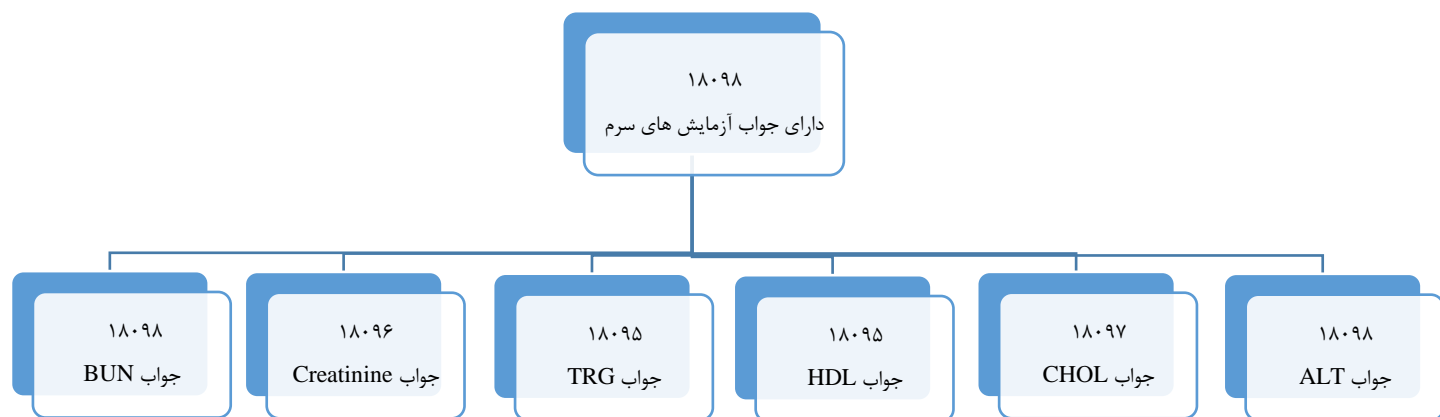 ۱۸۰۹۸
دارای جواب آزمایش های سرم
۱۸۰۹۸
جواب BUN
۱۸۰۹۶
جواب Creatinine
۱۸۰۹۵
جواب TRG
۱۸۰۹۵
جواب HDL
۱۸۰۹۷
جواب CHOL
۱۸۰۹۸
جواب ALT